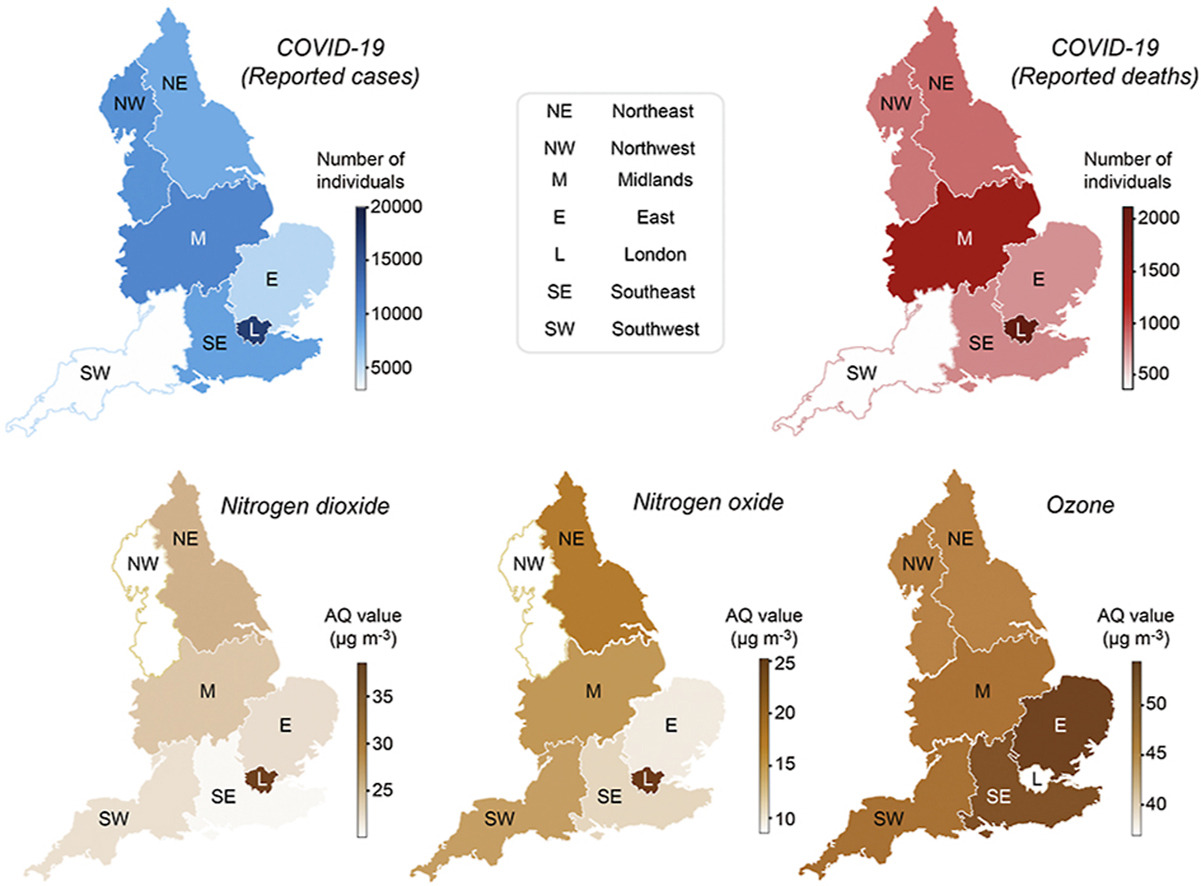 COVID-19
(Reported cases)
NE
NW
M
E
L
SE
SW
Number of
individuals
20000
15000
10000
5000
NE Northeast
NW Northwest
M Midlands
E East
L London
SE Southeast
SW Southwest
COVID-19
(Reported deaths)
NE
NW
M
E
L
SE
SW
Number of
individuals
2000
1500
1000
500
Nitrogen dioxide
NE
NW
M
E
L
SE
SW
AQ value
(µg m-3)
35
30
25
Nitrogen oxide
NE
NW
M
E
L
SE
SW
AQ value
(µg m-3)
25
20
15
10
Ozone
NE
NW
M
E
L
SE
SW
AQ value
(µg m-3)
50
45
40